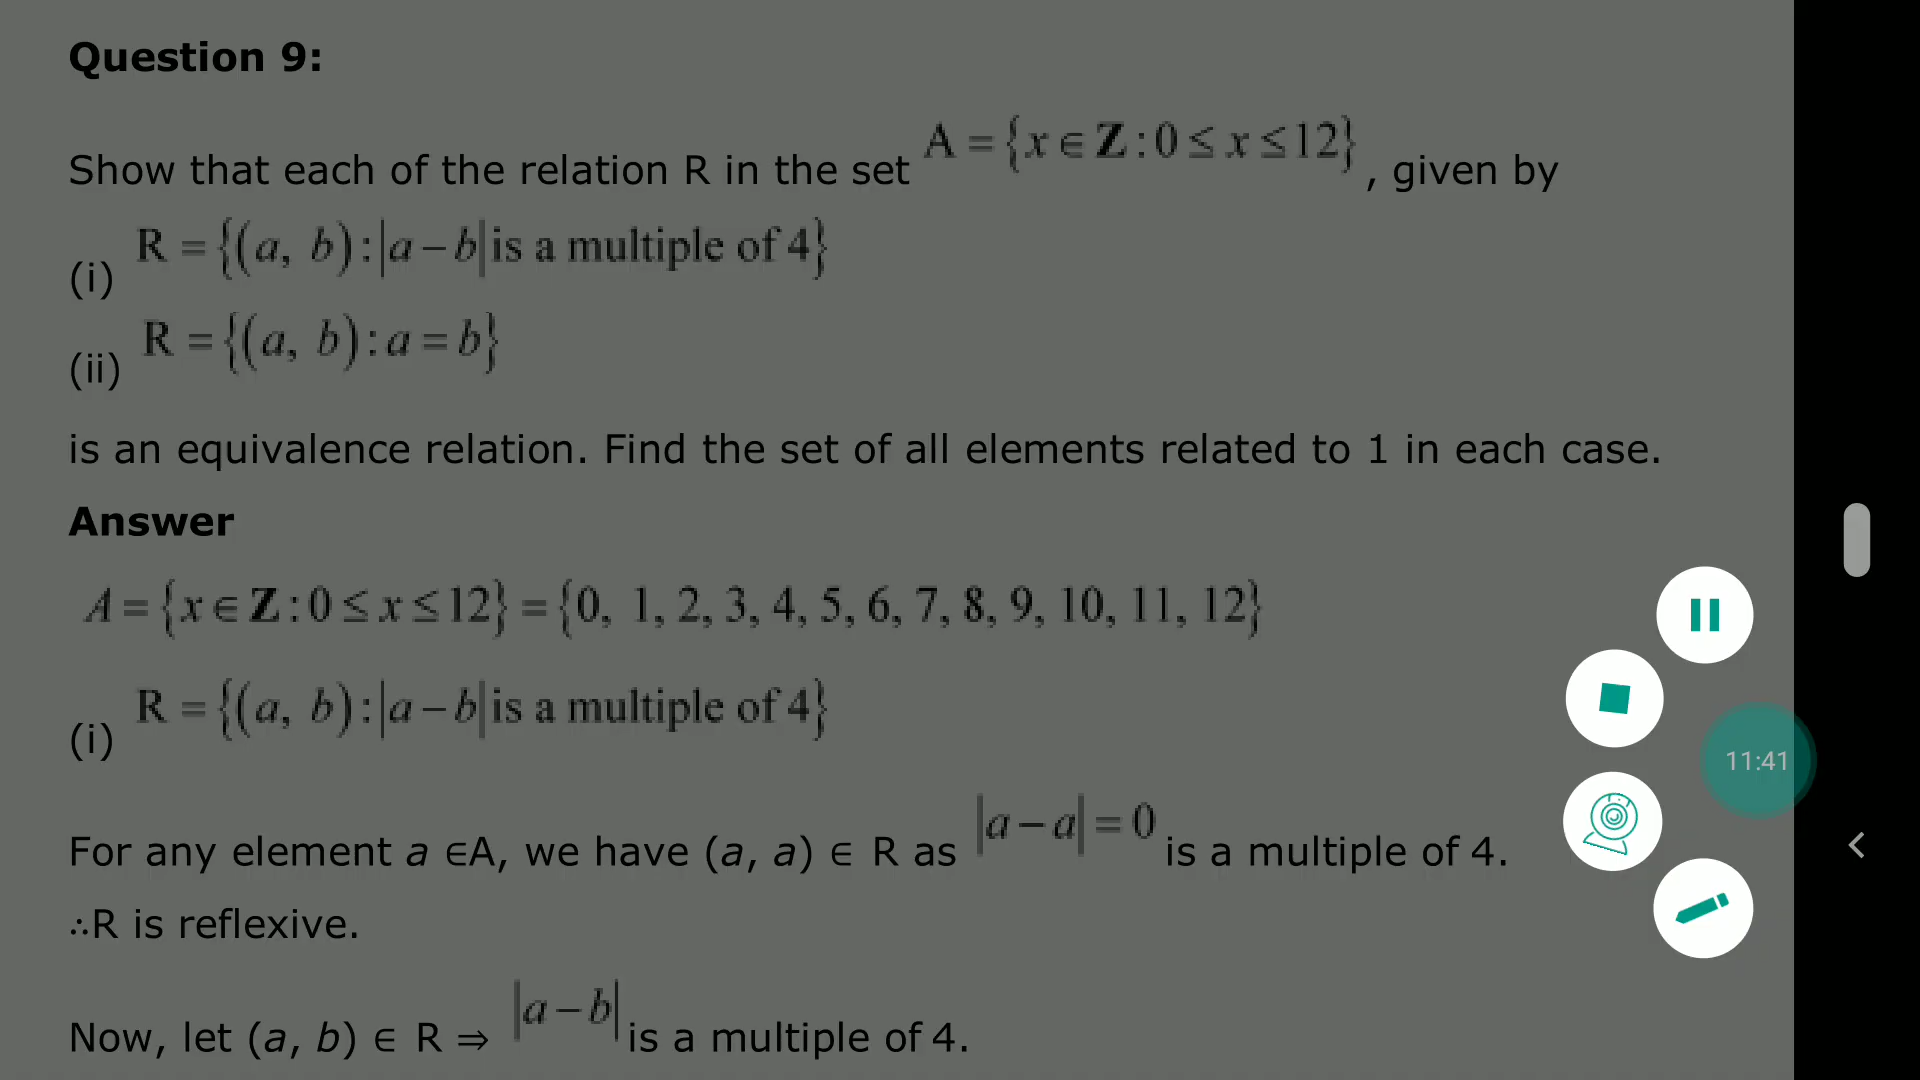 Question 9:
Show that each of the relation R in the set A = {x ∈ Z : 0 ≤ x ≤ 12}, given by
(i) R = {(a, b) : |a − b| is a multiple of 4}
(ii) R = {(a, b) : a = b}
is an equivalence relation. Find the set of all elements related to 1 in each case.
Answer
A = {x ∈ Z : 0 ≤ x ≤ 12} = {0, 1, 2, 3, 4, 5, 6, 7, 8, 9, 10, 11, 12}
(i) R = {(a, b) : |a − b| is a multiple of 4}
For any element a ∈A, we have (a, a) ∈ R as |a − a| = 0 is a multiple of 4.
∴R is reflexive.
Now, let (a, b) ∈ R ⇒ |a − b| is a multiple of 4.
11:41